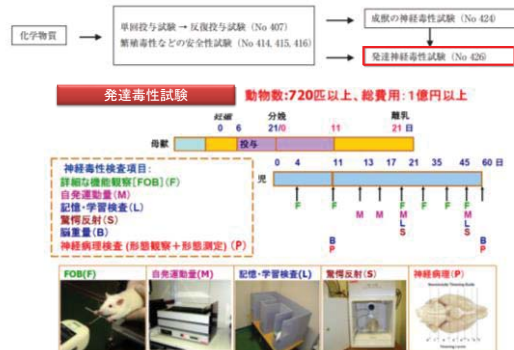 化学物質
単回投与試験 → 反復投与試験（No 407）
繁殖毒性などの安全性試験（No 414, 415, 416）
成獣の神経毒性試験（No 424）
発達神経毒性試験（No 426）
発達毒性試験
動物数:720匹以上、総費用：1億円以上
妊娠 分娩 離乳
0 6 21/0 11 21 日
母獣 投与
児 0 4 11 13 17 21 35 45 60 日
神経毒性検査項目：
詳細な機能観察[FOB](F)
自発運動量(M)
記憶・学習検査(L)
驚愕反射(S)
脳重量(B)
神経病理検査 (形態観察＋形態測定) (P)
F F M M F F F F
M M
L L
S S
B B
P P
FOB(F) 自発運動量(M) 記憶・学習検査(L) 驚愕反射(S) 神経病理(P)